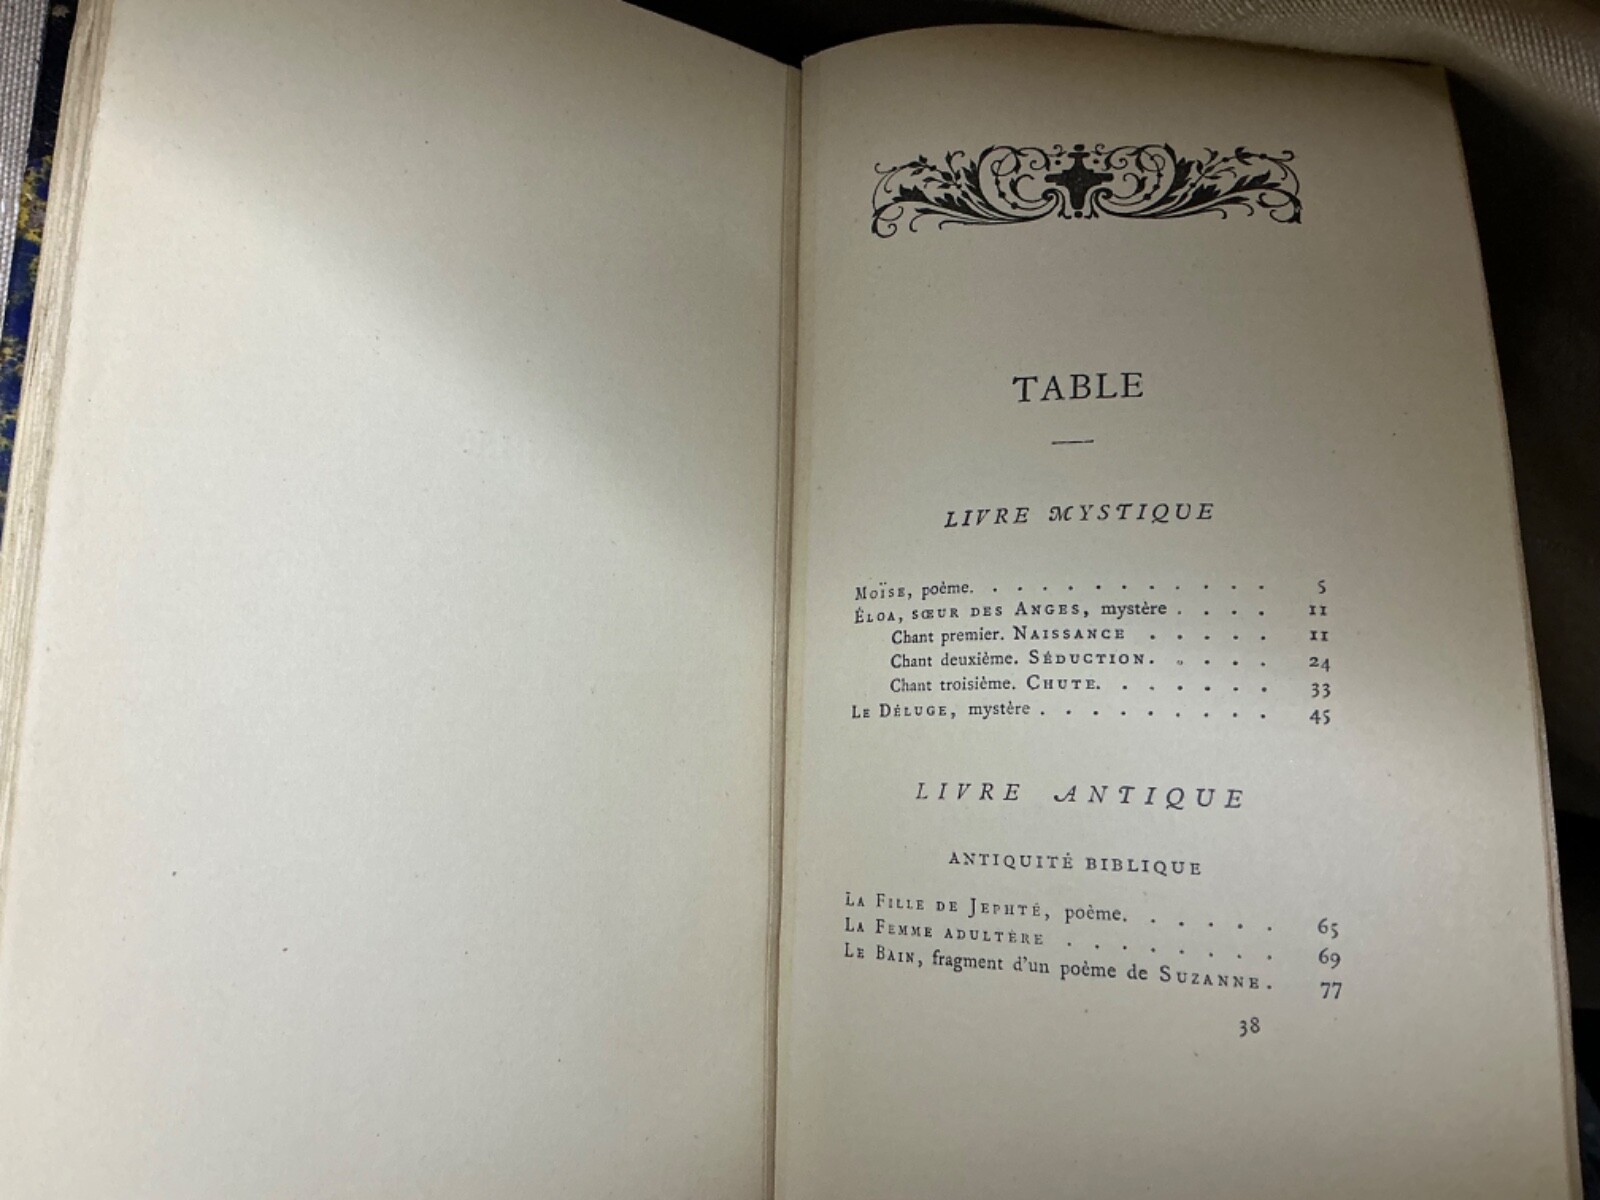 TABLE
LIVRE MYSTIQUE
Moïse, poème. . . . . . . . . . . . 5
Éloa, sœur des Anges, mystère . . . . 11
Chant premier. Naissance . . . . . 11
Chant deuxième. Séduction. . . . . 24
Chant troisième. Chute. . . . . . . 33
Le Déluge, mystère . . . . . . . . . 45
LIVRE ANTIQUE
ANTIQUITÉ BIBLIQUE
La Fille de Jephté, poème. . . . . . 65
La Femme adultère . . . . . . . . 69
Le Bain, fragment d'un poème de Suzanne. 77
38